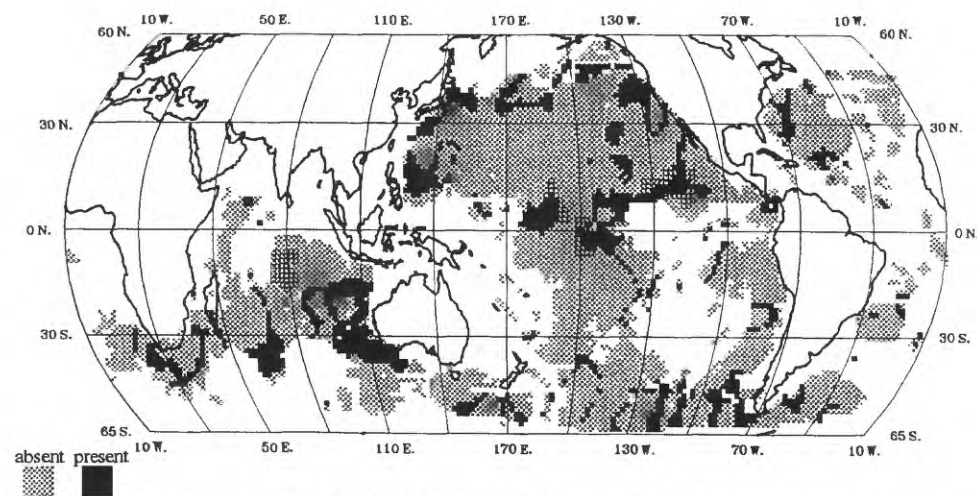 10 W. 50 E. 110 E. 170 E. 130 W. 70 W. 10 W.
60 N. 60 N.
30 N. 30 N.
0 N. 0 N.
30 S. 30 S.
65 S. 65 S.
10 W. 50 E. 110 E. 170 E. 130 W. 70 W. 10 W.
absent present